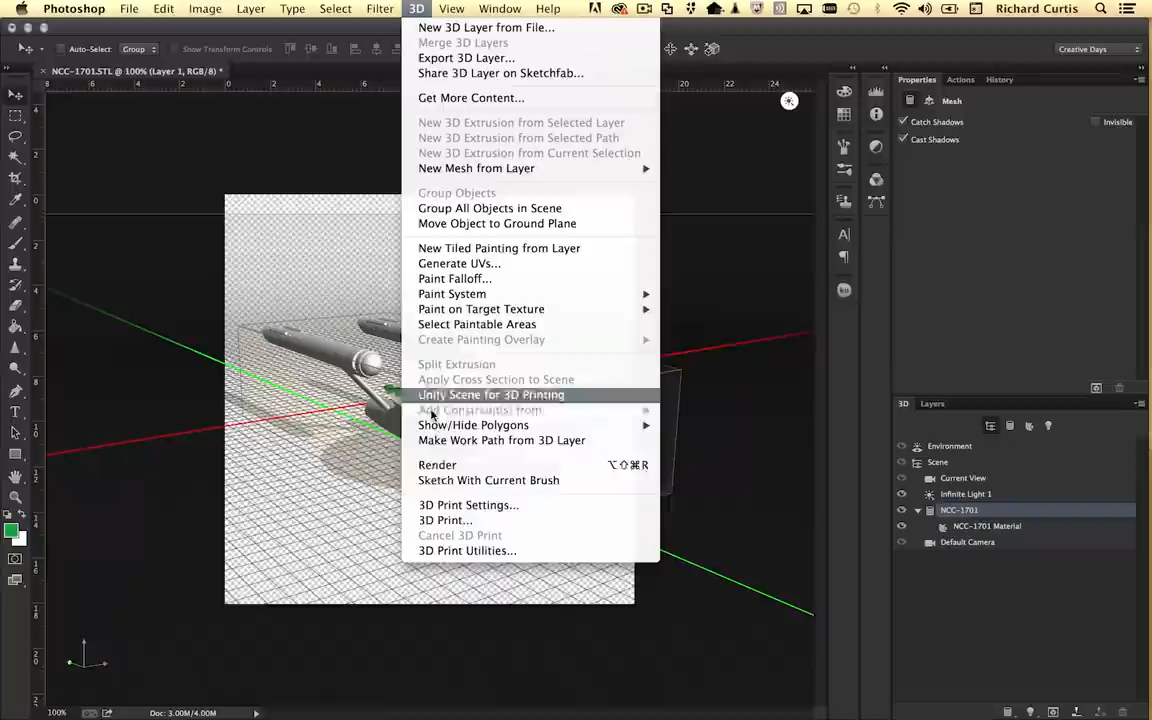 Photoshop File Edit Image Layer Type Select Filter 3D View Window Help Richard Curtis
Auto-Select: Group Show Transform Controls Creative Days
NCC-1701.STL @ 100% (Layer 1, RGB/8) *
New 3D Layer from File...
Merge 3D Layers
Export 3D Layer...
Share 3D Layer on Sketchfab...
Get More Content...
New 3D Extrusion from Selected Layer
New 3D Extrusion from Selected Path
New 3D Extrusion from Current Selection
New Mesh from Layer
Group Objects
Group All Objects in Scene
Move Object to Ground Plane
New Tiled Painting from Layer
Generate UVs...
Paint Falloff...
Paint System
Paint on Target Texture
Select Paintable Areas
Create Painting Overlay
Split Extrusion
Apply Cross Section to Scene
Unify Scene for 3D Printing
Add Constraint(s) from
Show/Hide Polygons
Make Work Path from 3D Layer
Render ⌥⇧⌘R
Sketch With Current Brush
3D Print Settings...
3D Print...
Cancel 3D Print
3D Print Utilities...
Properties Actions History
Mesh
Catch Shadows Invisible
Cast Shadows
3D Layers
Environment
Scene
Current View
Infinite Light 1
NCC-1701
NCC-1701 Material
Default Camera
100% Doc: 3.00M/4.00M